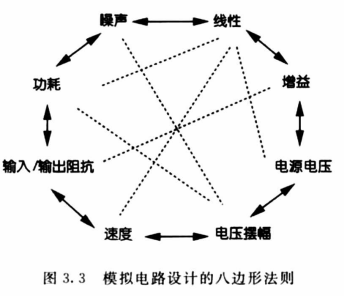 噪声 线性
功耗 增益
输入/输出阻抗 电源电压
速度 电压摆幅
图 3.3 模拟电路设计的八边形法则